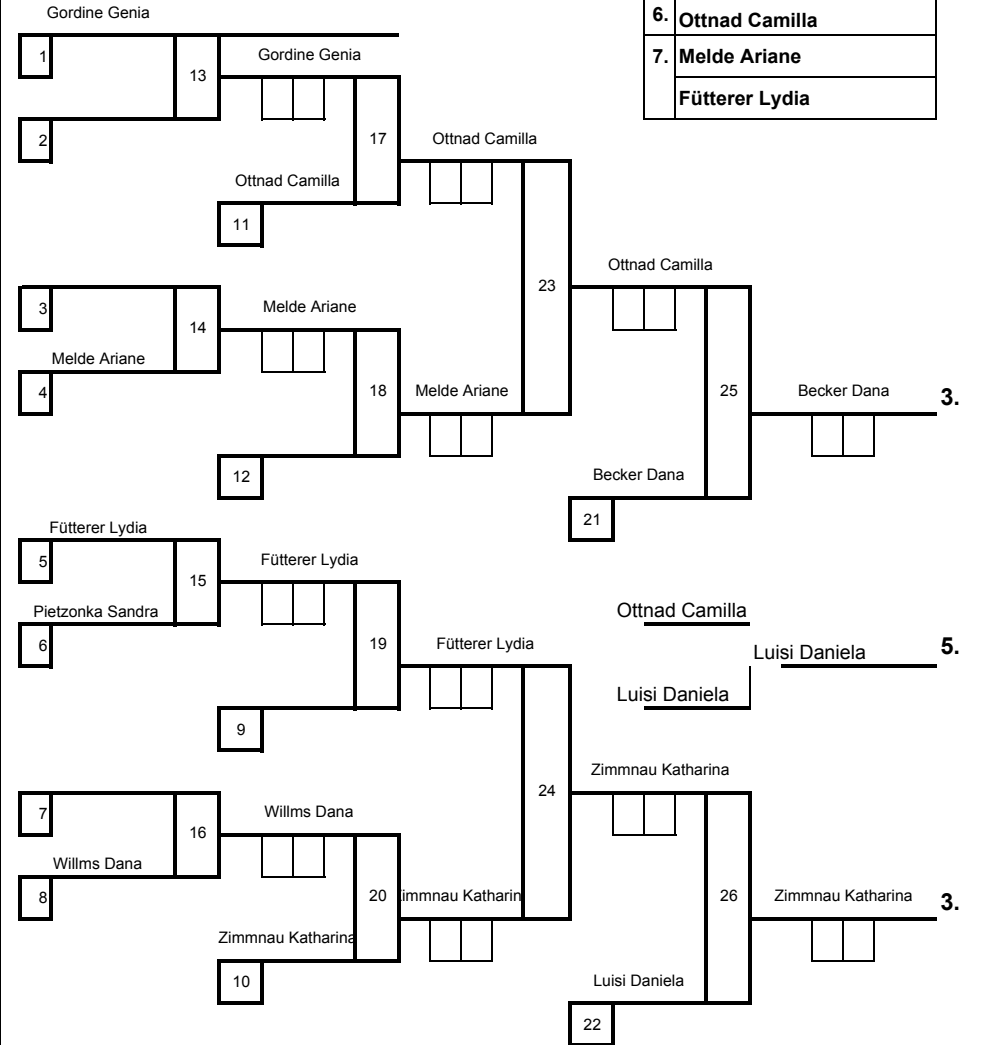 Gordine Genia
6. Ottnad Camilla
1
Gordine Genia
7. Melde Ariane
13
Fütterer Lydia
2
17
Ottnad Camilla
Ottnad Camilla
11
Ottnad Camilla
23
3
Melde Ariane
14
Melde Ariane
4
18
Melde Ariane
25
Becker Dana
3.
12
Becker Dana
21
Fütterer Lydia
5
Fütterer Lydia
15
Pietzonka Sandra
Ottnad Camilla
6
19
Fütterer Lydia
Luisi Daniela
5.
Luisi Daniela
9
Zimmnau Katharina
24
7
Willms Dana
16
Willms Dana
8
20
immnau Katharin
26
Zimmnau Katharina
3.
Zimmnau Katharina
10
Luisi Daniela
22